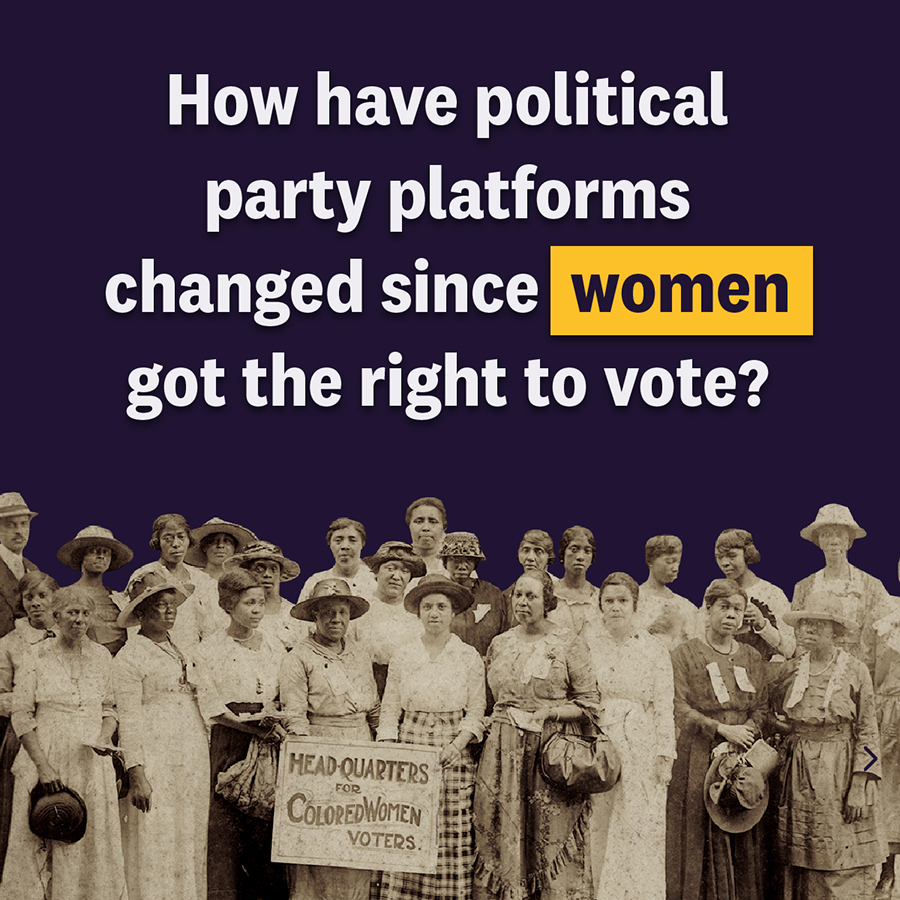 How have political
party platforms
changed since women
got the right to vote?
HEAD-QUARTERS
FOR
COLORED WOMEN
VOTERS.